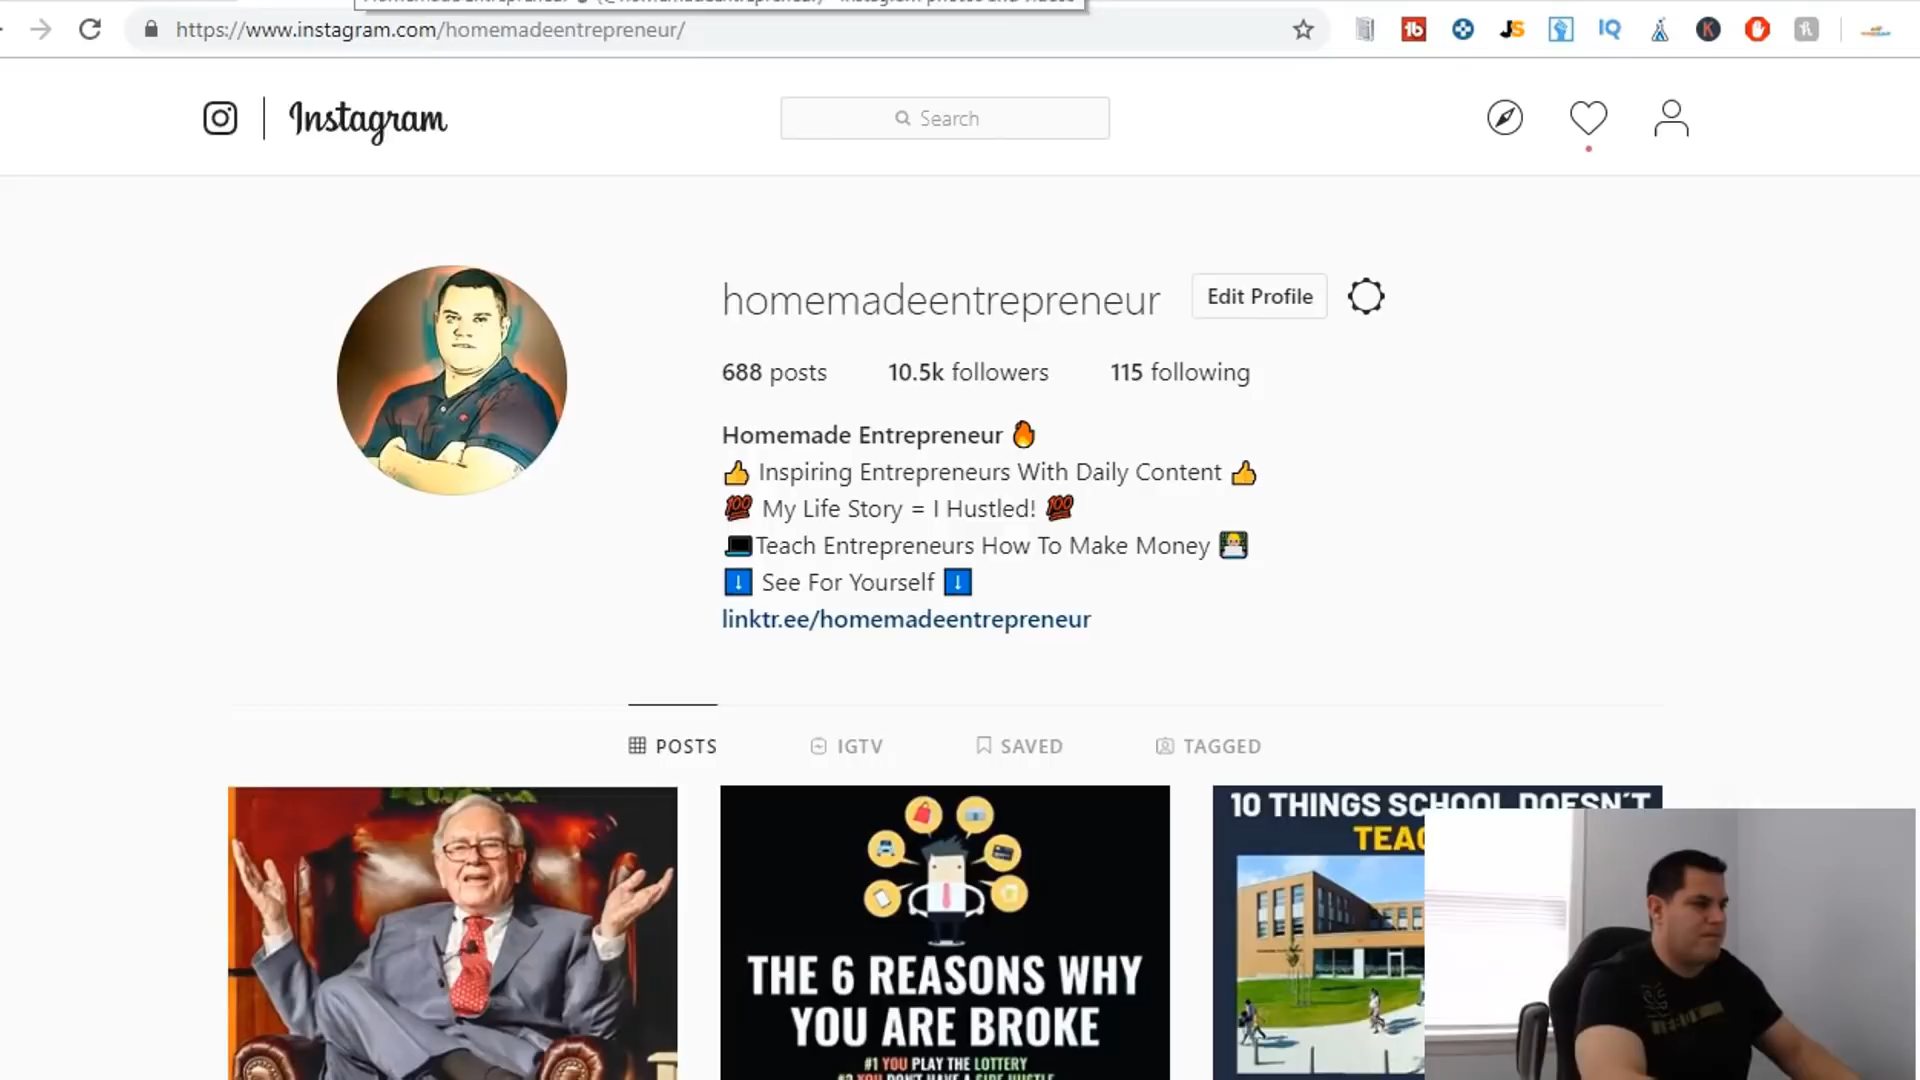 https://www.instagram.com/homemadeentrepreneur/
Instagram
Search
homemadeentrepreneur
Edit Profile
688 posts
10.5k followers
115 following
Homemade Entrepreneur 🔥
👍 Inspiring Entrepreneurs With Daily Content 👍
💯 My Life Story = I Hustled! 💯
💻Teach Entrepreneurs How To Make Money 👨‍💻
⬇️ See For Yourself ⬇️
linktr.ee/homemadeentrepreneur
POSTS
IGTV
SAVED
TAGGED
THE 6 REASONS WHY
YOU ARE BROKE
#1 YOU PLAY THE LOTTERY
10 THINGS SCHOOL DOESN´T